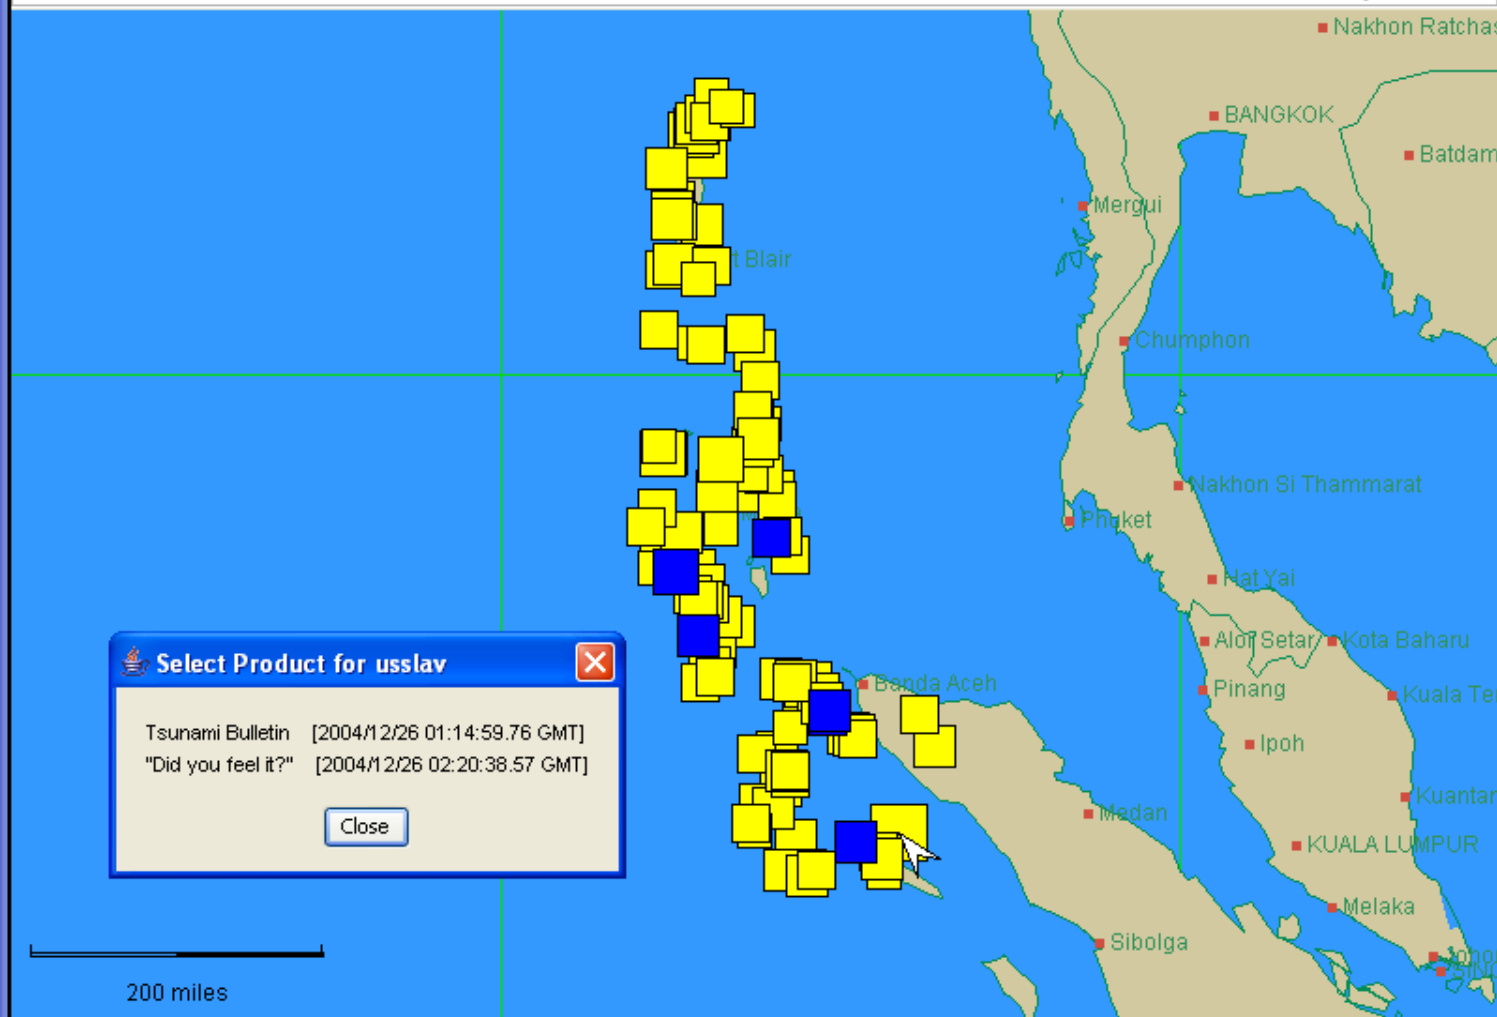 Nakhon Ratchas
BANGKOK
Batdam
Mergui
t Blair
Chumphon
Nakhon Si Thammarat
Phuket
Hat Yai
Alor Setar
Kota Baharu
Select Product for usslav
Banda Aceh
Pinang
Kuala Te
Tsunami Bulletin [2004/12/26 01:14:59.76 GMT]
Ipoh
"Did you feel it?" [2004/12/26 02:20:38.57 GMT]
Kuantan
Medan
Close
KUALA LUMPUR
Melaka
Sibolga
200 miles